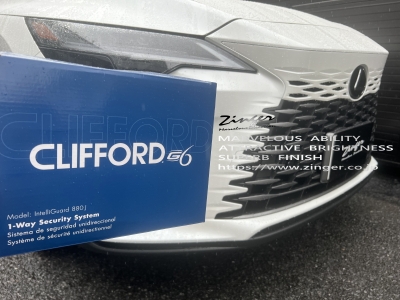 CLIFFORD G6
Model: IntelliGuard 880J
1-Way Security System
Sistema de seguridad unidireccional
Système de sécurité unidirectionnel
Zinger
MARVELOUS ABILITY
ATTRACTIVE BRIGHTNESS
SUPERB FINISH
https://www.zinger.co.jp